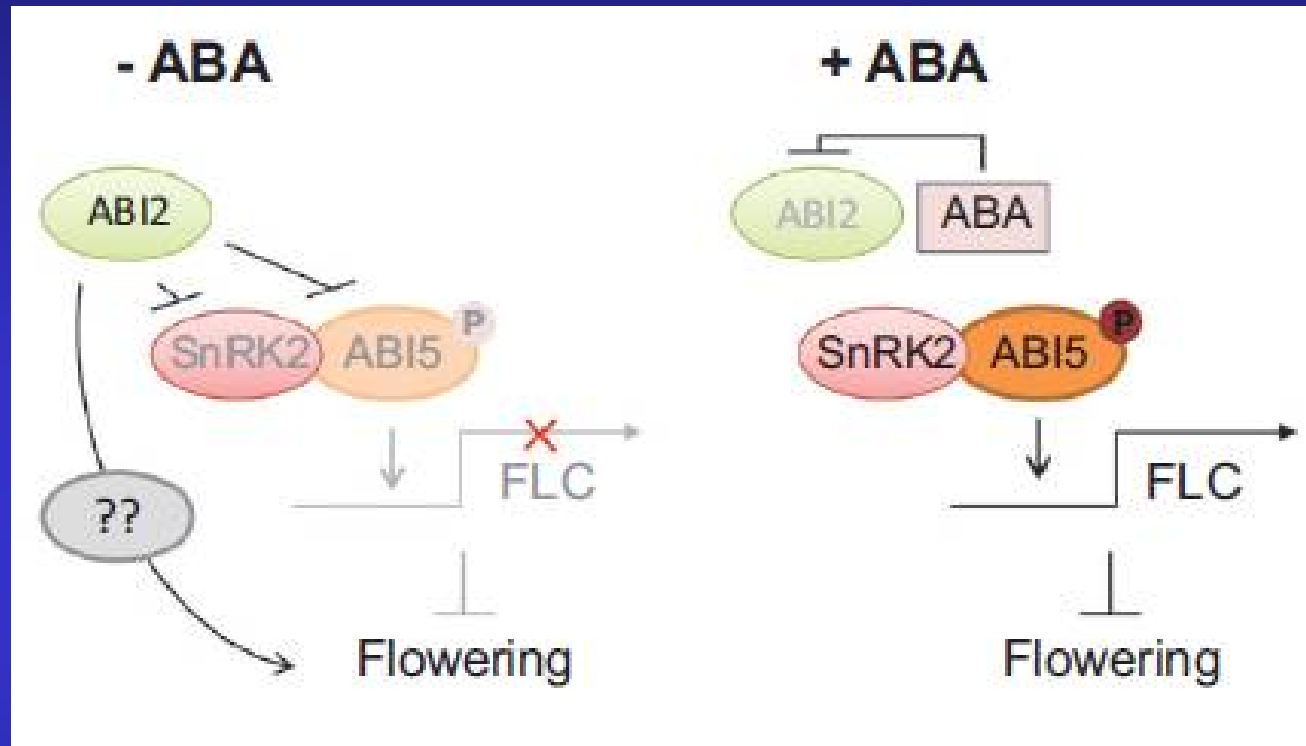 - ABA
ABI2
SnRK2 ABI5 P
FLC
??
Flowering
+ ABA
ABI2 ABA
SnRK2 ABI5 P
FLC
Flowering